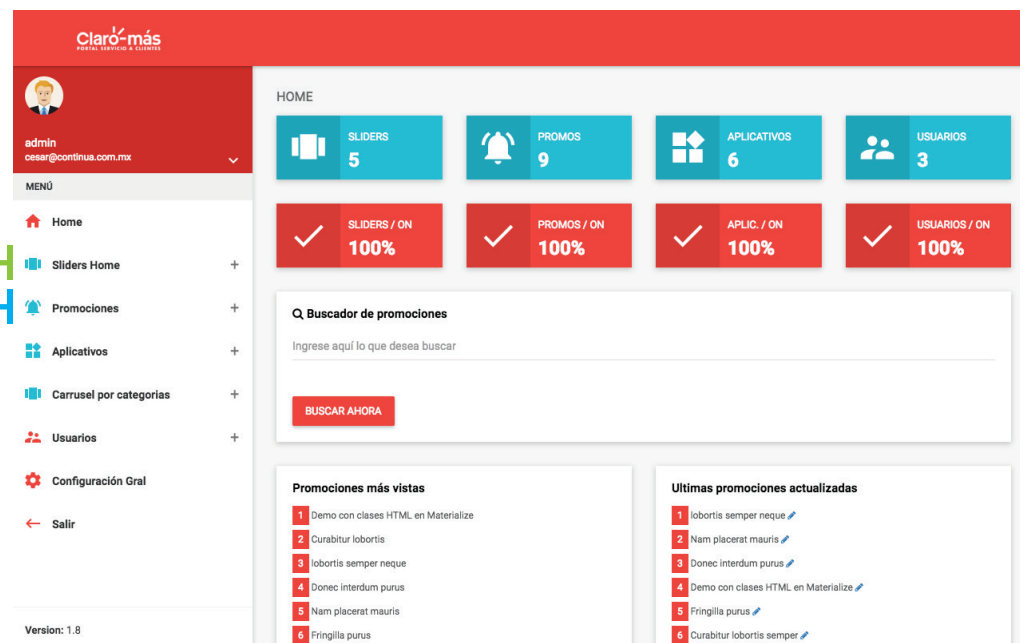 Claro-más
PORTAL SERVICIO A CLIENTES
admin
cesar@continua.com.mx
MENÚ
Home
Sliders Home +
Promociones +
Aplicativos +
Carrusel por categorias +
Usuarios +
Configuración Gral
Salir
Version: 1.8
HOME
SLIDERS
5
PROMOS
9
APLICATIVOS
6
USUARIOS
3
SLIDERS / ON
100%
PROMOS / ON
100%
APLIC. / ON
100%
USUARIOS / ON
100%
Buscador de promociones
Ingrese aquí lo que desea buscar
BUSCAR AHORA
Promociones más vistas
1 Demo con clases HTML en Materialize
2 Curabitur lobortis
3 lobortis semper neque
4 Donec interdum purus
5 Nam placerat mauris
6 Fringilla purus
Ultimas promociones actualizadas
1 lobortis semper neque
2 Nam placerat mauris
3 Donec interdum purus
4 Demo con clases HTML en Materialize
5 Fringilla purus
6 Curabitur lobortis semper